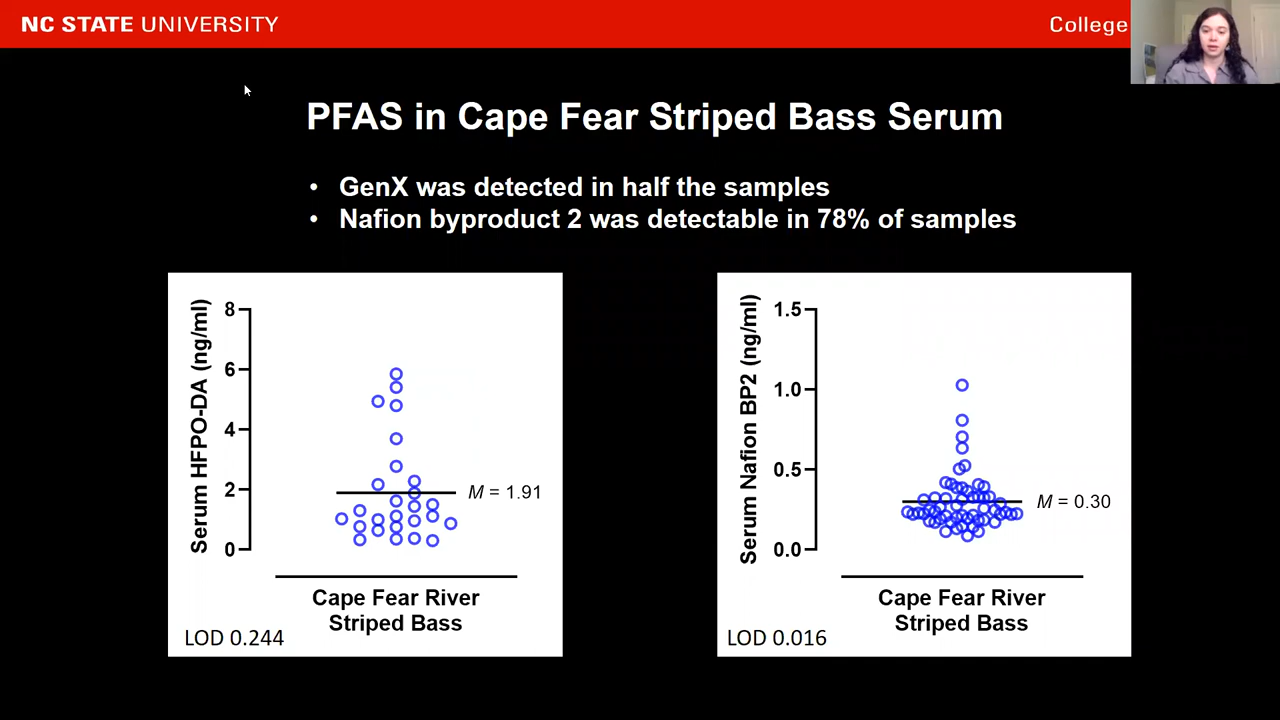 NC STATE UNIVERSITY
College
PFAS in Cape Fear Striped Bass Serum
• GenX was detected in half the samples
• Nafion byproduct 2 was detectable in 78% of samples
Serum HFPO-DA (ng/ml)
8
6
4
2
0
M = 1.91
Cape Fear River
Striped Bass
LOD 0.244
Serum Nafion BP2 (ng/ml)
1.5
1.0
0.5
0.0
M = 0.30
Cape Fear River
Striped Bass
LOD 0.016